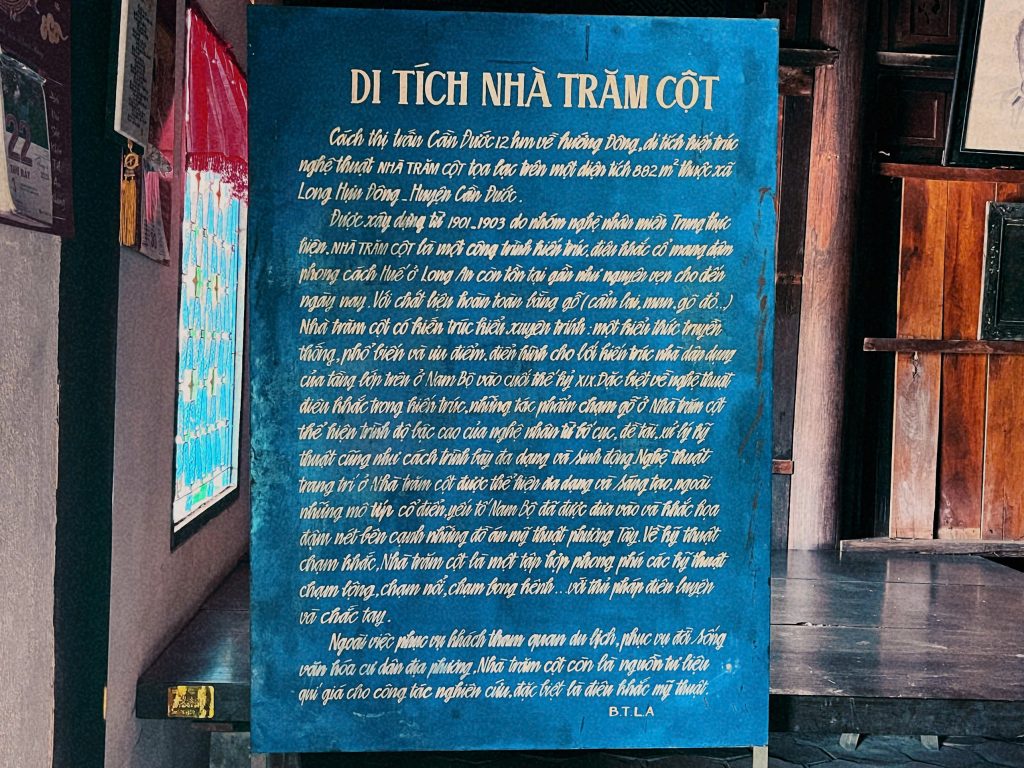 DI TÍCH NHÀ TRĂM CỘT
Cách thị trấn Cần Đước 12 km về hướng Đông, di tích kiến trúc
nghệ thuật NHÀ TRĂM CỘT tọa lạc trên một diện tích 882 m² thuộc xã
Long Hựu Đông - Huyện Cần Đước.
Được xây dựng từ 1901-1903 do nhóm nghệ nhân miền Trung thực
hiện. NHÀ TRĂM CỘT là một công trình kiến trúc, điêu khắc cổ mang đậm
phong cách Huế ở Long An còn tồn tại gần như nguyên vẹn cho đến
ngày nay. Với chất liệu hoàn toàn bằng gỗ (cẩm lai, mun, gõ đỏ..)
Nhà trăm cột có kiến trúc kiểu xuyên trính: một kiểu thức truyền
thống, phổ biến và ưu điểm, điển hình cho lối kiến trúc nhà dân dụng
của tầng lớp trên ở Nam Bộ vào cuối thế kỷ XIX. Đặc biệt về nghệ thuật
điêu khắc trong kiến trúc, những tác phẩm chạm gỗ ở Nhà trăm cột
thể hiện trình độ bậc cao của nghệ nhân từ bố cục, đề tài, xử lý kỹ
thuật cũng như cách trình bày đa dạng và sinh động. Nghệ thuật
trang trí ở Nhà trăm cột được thể hiện đa dạng và sáng tạo, ngoài
những mô típ cổ điển, yếu tố Nam Bộ đã được đưa vào và khắc họa
đậm nét bên cạnh những đồ án mỹ thuật phương Tây. Về kỹ thuật
chạm khắc, Nhà trăm cột là một tập hợp phong phú các kỹ thuật
chạm lộng, chạm nổi, chạm bong kênh... với thủ pháp điêu luyện
và chắc tay.
Ngoài việc phục vụ khách tham quan du lịch, phục vụ đời sống
văn hóa cư dân địa phương. Nhà trăm cột còn là nguồn tư liệu
quí giá cho công tác nghiên cứu, đặc biệt là điêu khắc mỹ thuật.
B.T.L.A
22